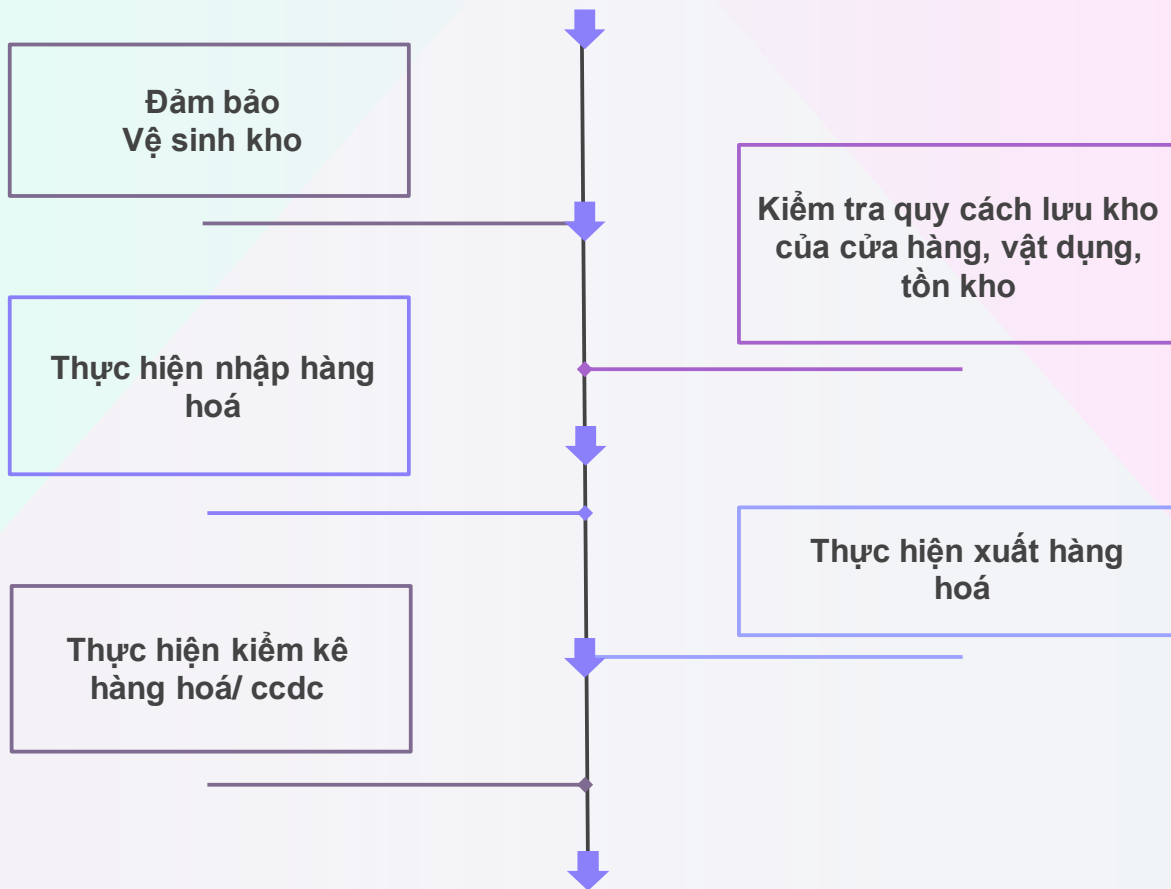 Đảm bảo
Vệ sinh kho
Kiểm tra quy cách lưu kho
của cửa hàng, vật dụng,
tồn kho
Thực hiện nhập hàng
hoá
Thực hiện xuất hàng
hoá
Thực hiện kiểm kê
hàng hoá/ ccdc